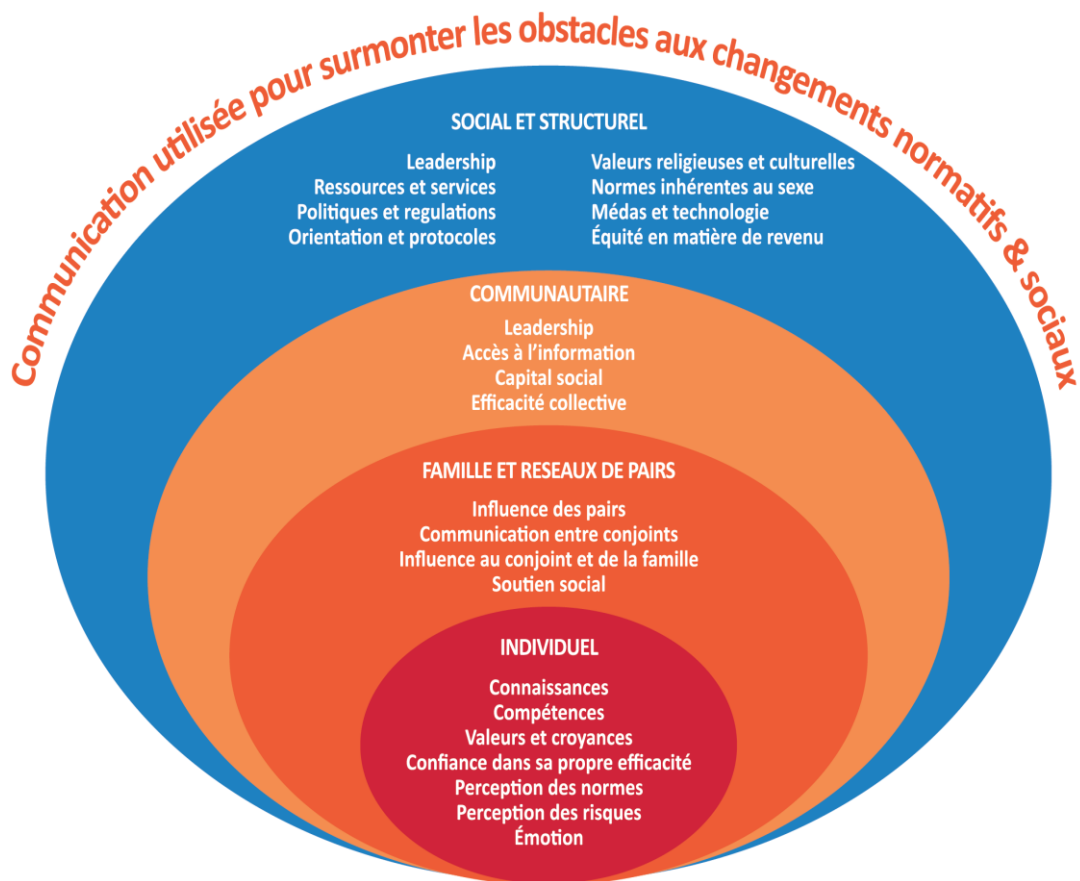 Communication utilisée pour surmonter les obstacles aux changements normatifs & sociaux
SOCIAL ET STRUCTUREL
Leadership
Ressources et services
Politiques et regulations
Orientation et protocoles
Valeurs religieuses et culturelles
Normes inhérentes au sexe
Médas et technologie
Équité en matière de revenu
COMMUNAUTAIRE
Leadership
Accès à l’information
Capital social
Efficacité collective
FAMILLE ET RESEAUX DE PAIRS
Influence des pairs
Communication entre conjoints
Influence au conjoint et de la famille
Soutien social
INDIVIDUEL
Connaissances
Compétences
Valeurs et croyances
Confiance dans sa propre efficacité
Perception des normes
Perception des risques
Émotion